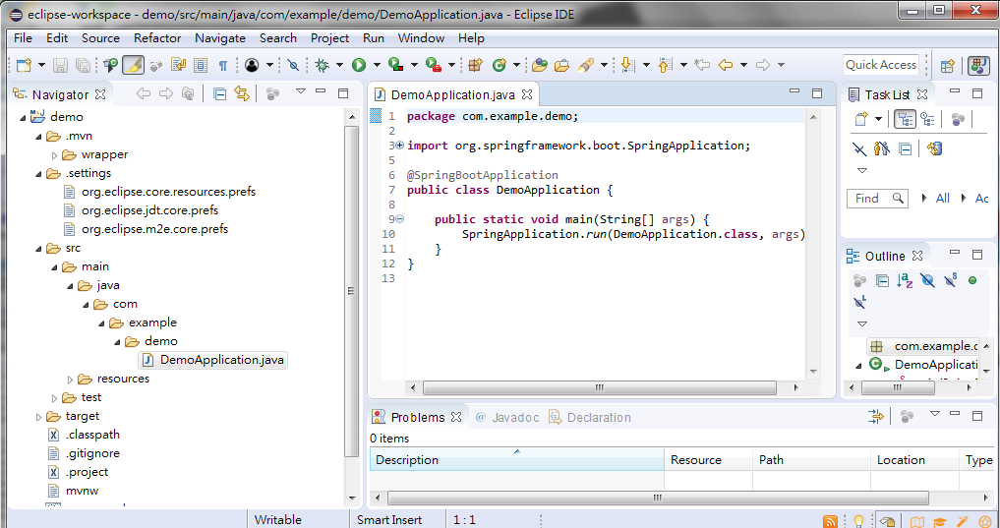 eclipse-workspace - demo/src/main/java/com/example/demo/DemoApplication.java - Eclipse IDE
File Edit Source Refactor Navigate Search Project Run Window Help
Quick Access
Navigator
demo
.mvn
wrapper
.settings
org.eclipse.core.resources.prefs
org.eclipse.jdt.core.prefs
org.eclipse.m2e.core.prefs
src
main
java
com
example
demo
DemoApplication.java
resources
test
target
.classpath
.gitignore
.project
mvnw
DemoApplication.java
1 package com.example.demo;
2
3 import org.springframework.boot.SpringApplication;
5
6 @SpringBootApplication
7 public class DemoApplication {
8
9 public static void main(String[] args) {
10 SpringApplication.run(DemoApplication.class, args)
11 }
12 }
13
Task List
Find All Ac
Outline
com.example.c
DemoApplicati
Problems @ Javadoc Declaration
0 items
Description Resource Path Location Type
Writable Smart Insert 1 : 1